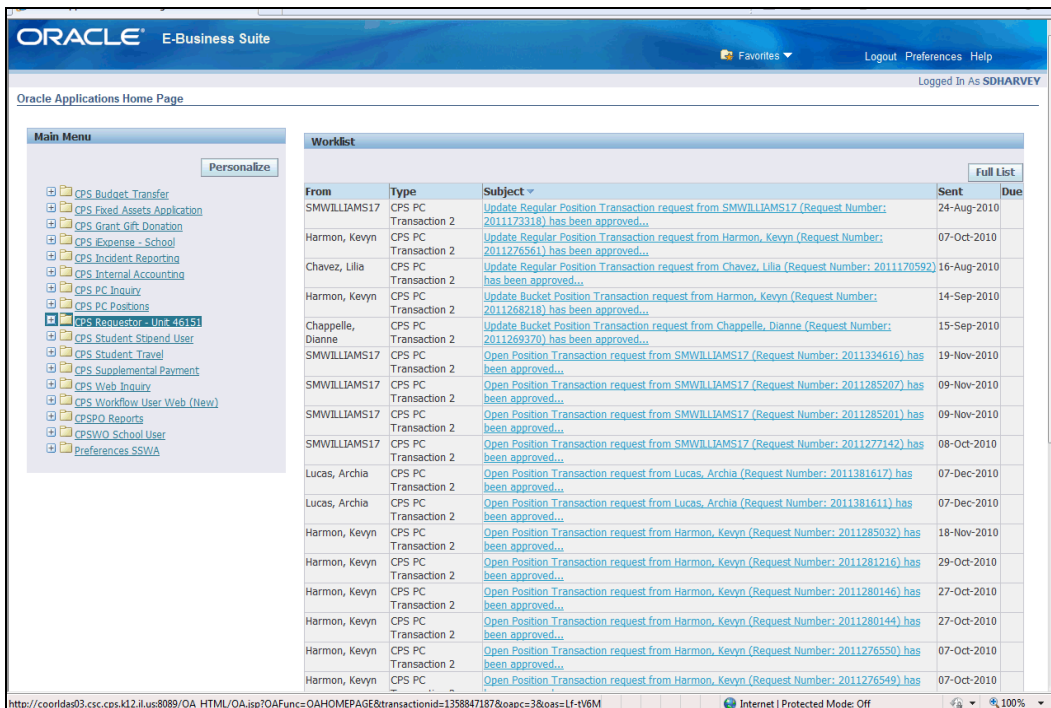 ORACLE® E-Business Suite
Favorites
Logout Preferences Help
Logged In As SDHARVEY
Oracle Applications Home Page
Main Menu
Personalize
CPS Budget Transfer
CPS Fixed Assets Application
CPS Grant Gift Donation
CPS iExpense - School
CPS Incident Reporting
CPS Internal Accounting
CPS PC Inquiry
CPS PC Positions
CPS Requestor - Unit 46151
CPS Student Stipend User
CPS Student Travel
CPS Supplemental Payment
CPS Web Inquiry
CPS Workflow User Web (New)
CPSPO Reports
CPSWO School User
Preferences SSWA
Worklist
Full List
From Type Subject Sent Due
SMWILLIAMS17 CPS PC Update Regular Position Transaction request from SMWILLIAMS17 (Request Number: 24-Aug-2010
Transaction 2 2011173318) has been approved...
Harmon, Kevyn CPS PC Update Regular Position Transaction request from Harmon, Kevyn (Request Number: 07-Oct-2010
Transaction 2 2011276561) has been approved...
Chavez, Lilia CPS PC Update Regular Position Transaction request from Chavez, Lilia (Request Number: 2011170592) 16-Aug-2010
Transaction 2 has been approved...
Harmon, Kevyn CPS PC Update Bucket Position Transaction request from Harmon, Kevyn (Request Number: 14-Sep-2010
Transaction 2 2011268218) has been approved...
Chappelle, CPS PC Update Bucket Position Transaction request from Chappelle, Dianne (Request Number: 15-Sep-2010
Dianne Transaction 2 2011269370) has been approved...
SMWILLIAMS17 CPS PC Open Position Transaction request from SMWILLIAMS17 (Request Number: 2011334616) has 19-Nov-2010
Transaction 2 been approved...
SMWILLIAMS17 CPS PC Open Position Transaction request from SMWILLIAMS17 (Request Number: 2011285207) has 09-Nov-2010
Transaction 2 been approved...
SMWILLIAMS17 CPS PC Open Position Transaction request from SMWILLIAMS17 (Request Number: 2011285201) has 09-Nov-2010
Transaction 2 been approved...
SMWILLIAMS17 CPS PC Open Position Transaction request from SMWILLIAMS17 (Request Number: 2011277142) has 08-Oct-2010
Transaction 2 been approved...
Lucas, Archia CPS PC Open Position Transaction request from Lucas, Archia (Request Number: 2011381617) has 07-Dec-2010
Transaction 2 been approved...
Lucas, Archia CPS PC Open Position Transaction request from Lucas, Archia (Request Number: 2011381611) has 07-Dec-2010
Transaction 2 been approved...
Harmon, Kevyn CPS PC Open Position Transaction request from Harmon, Kevyn (Request Number: 2011285032) has 18-Nov-2010
Transaction 2 been approved...
Harmon, Kevyn CPS PC Open Position Transaction request from Harmon, Kevyn (Request Number: 2011281216) has 29-Oct-2010
Transaction 2 been approved...
Harmon, Kevyn CPS PC Open Position Transaction request from Harmon, Kevyn (Request Number: 2011280146) has 27-Oct-2010
Transaction 2 been approved...
Harmon, Kevyn CPS PC Open Position Transaction request from Harmon, Kevyn (Request Number: 2011280144) has 27-Oct-2010
Transaction 2 been approved...
Harmon, Kevyn CPS PC Open Position Transaction request from Harmon, Kevyn (Request Number: 2011276550) has 07-Oct-2010
Transaction 2 been approved...
Harmon, Kevyn CPS PC Open Position Transaction request from Harmon, Kevyn (Request Number: 2011276549) has 07-Oct-2010
http://coorldas03.csc.cps.k12.il.us:8089/OA_HTML/OA.jsp?OAFunc=OAHOMEPAGE&transactionid=1358847187&oapc=3&oas=Lf-tV6M Internet | Protected Mode: Off 100%